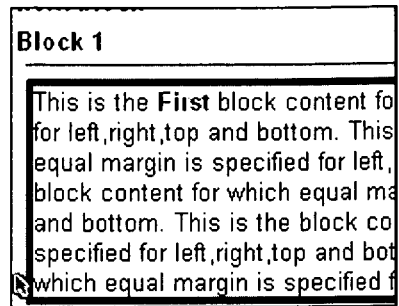 Block 1
This is the First block content fo
for left,right,top and bottom. This
equal margin is specified for left,
block content for which equal ma
and bottom. This is the block co
specified for left,right,top and bot
which equal margin is specified f